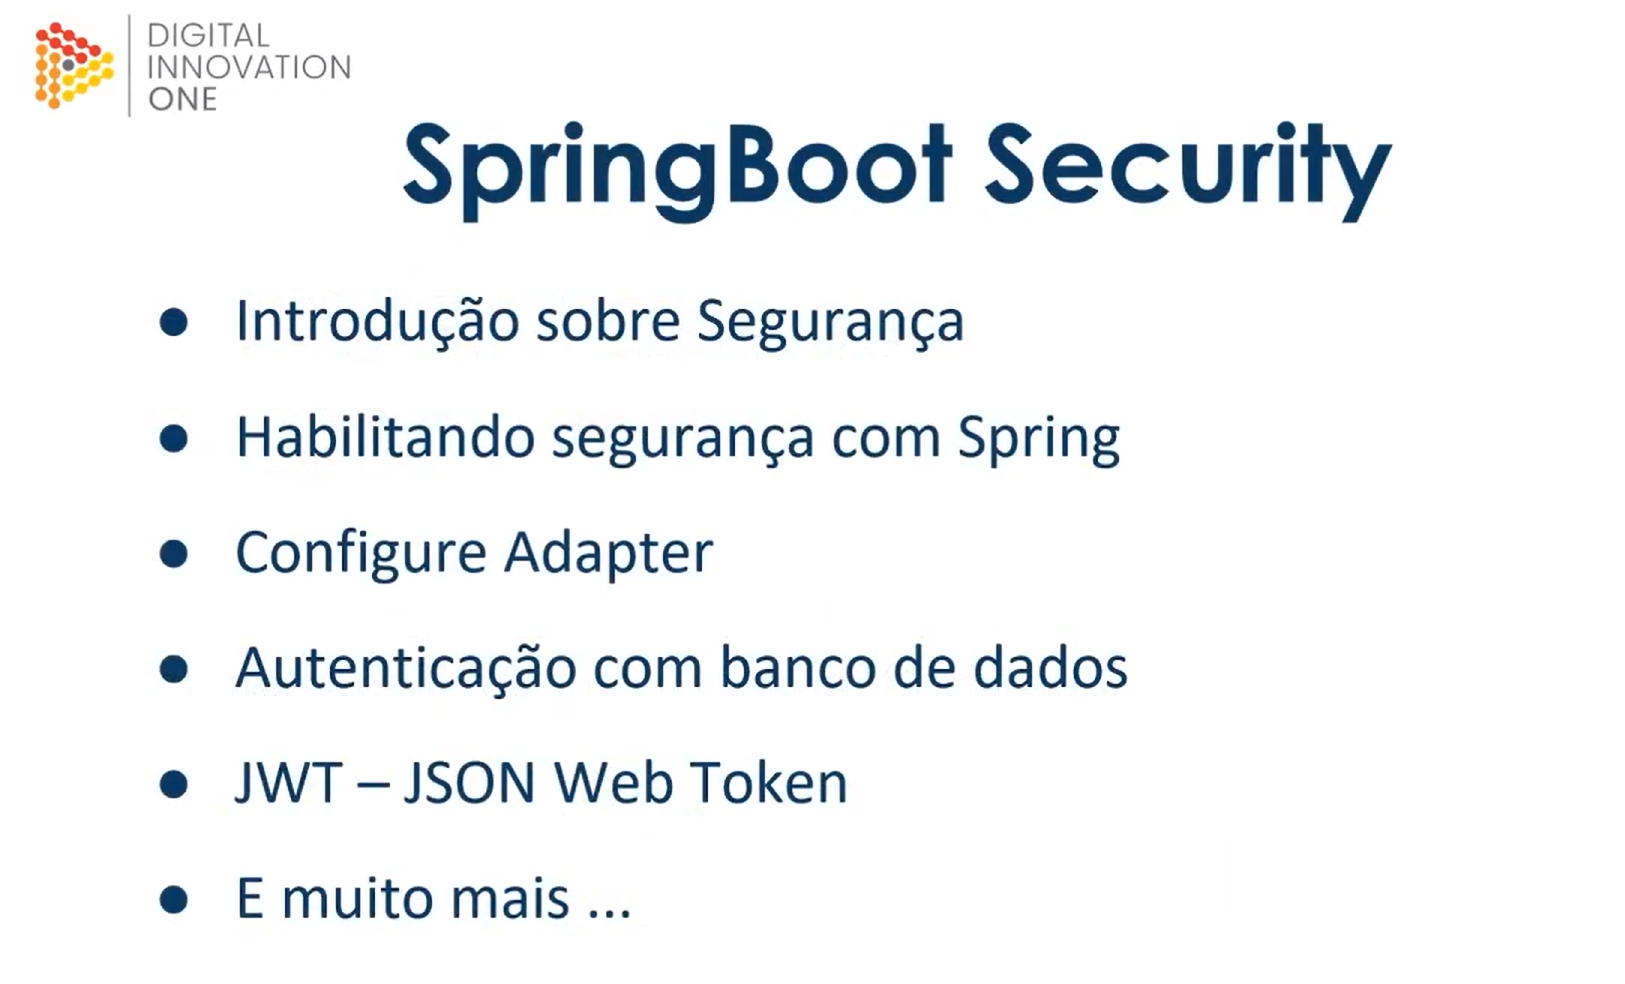 DIGITAL
INNOVATION
ONE
SpringBoot Security
● Introdução sobre Segurança
● Habilitando segurança com Spring
● Configure Adapter
● Autenticação com banco de dados
● JWT – JSON Web Token
● E muito mais ...